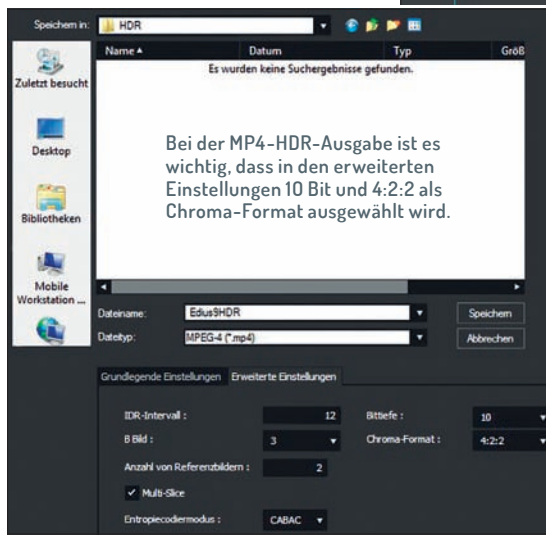 Speichern in: HDR
Name Datum Typ Größ
Es wurden keine Suchergebnisse gefunden.
Zuletzt besucht
Desktop
Bibliotheken
Mobile
Workstation ...
Bei der MP4-HDR-Ausgabe ist es
wichtig, dass in den erweiterten
Einstellungen 10 Bit und 4:2:2 als
Chroma-Format ausgewählt wird.
Dateiname: Edius9HDR Speichern
Dateityp: MPEG-4 (*.mp4) Abbrechen
Grundlegende Einstellungen Erweiterte Einstellungen
IDR-Intervall : 12 Bittiefe : 10
B Bild : 3 Chroma-Format : 4:2:2
Anzahl von Referenzbildern : 2
Multi-Slice
Entropiecodiermodus : CABAC